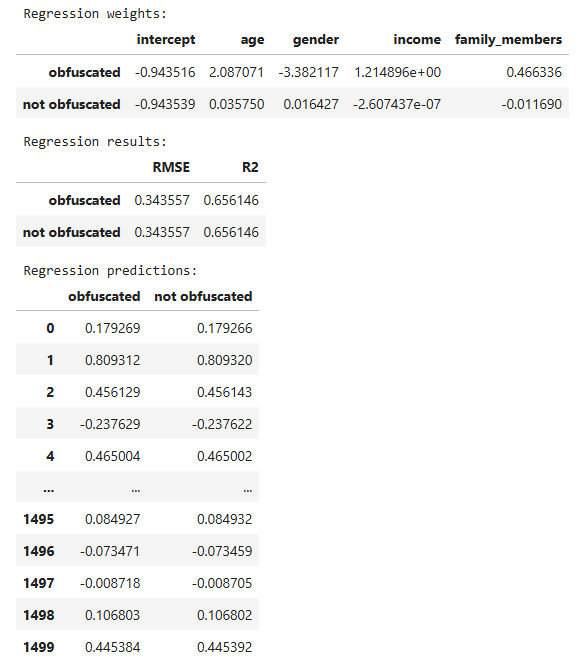 Regression weights:
intercept age gender income family_members
obfuscated -0.943516 2.087071 -3.382117 1.214896e+00 0.466336
not obfuscated -0.943539 0.035750 0.016427 -2.607437e-07 -0.011690
Regression results:
RMSE R2
obfuscated 0.343557 0.656146
not obfuscated 0.343557 0.656146
Regression predictions:
obfuscated not obfuscated
0 0.179269 0.179266
1 0.809312 0.809320
2 0.456129 0.456143
3 -0.237629 -0.237622
4 0.465004 0.465002
... ... ...
1495 0.084927 0.084932
1496 -0.073471 -0.073459
1497 -0.008718 -0.008705
1498 0.106803 0.106802
1499 0.445384 0.445392